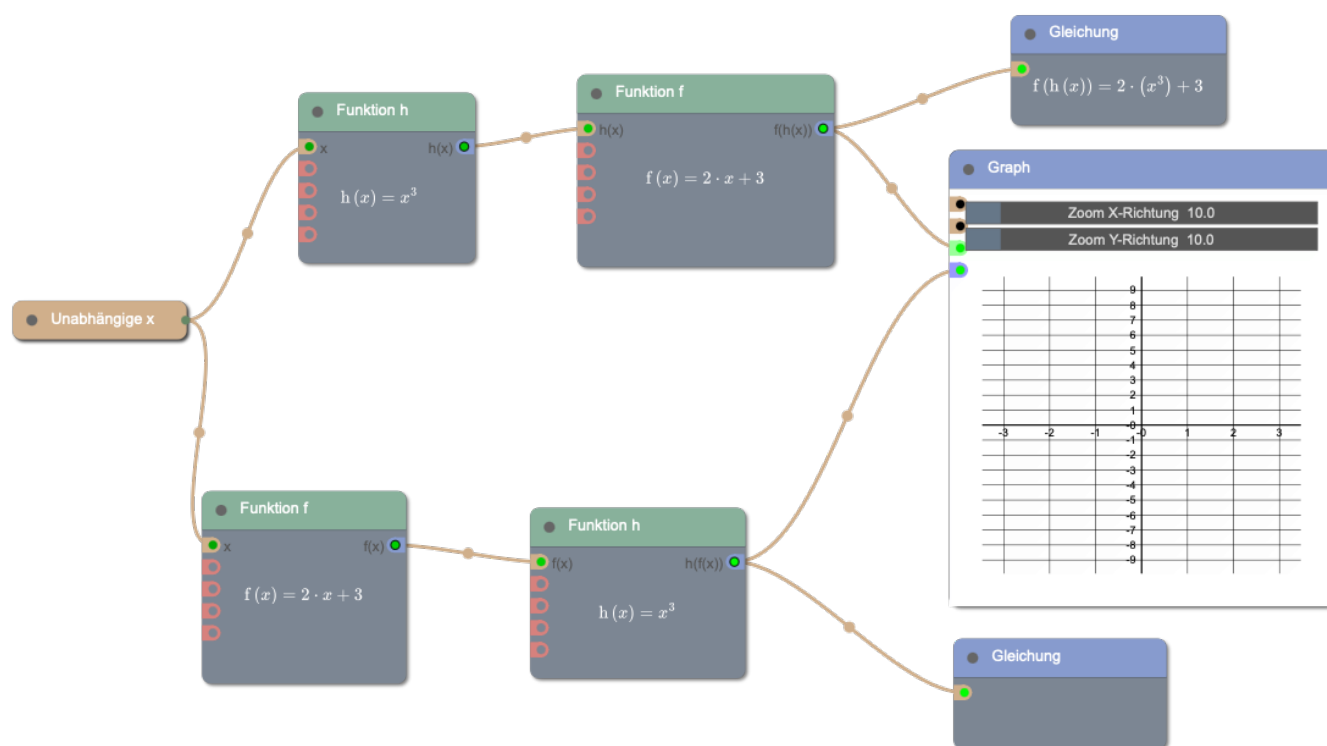 Gleichung
f (h (x)) = 2 · (x³) + 3
Funktion h
x h(x)
h (x) = x³
Funktion f
h(x) f(h(x))
f (x) = 2 · x + 3
Graph
Zoom X-Richtung 10.0
Zoom Y-Richtung 10.0
9
8
7
6
5
4
3
2
1
-0
-3 -2 -1 -0 1 2 3
-1
-2
-3
-4
-5
-6
-7
-8
-9
Unabhängige x
Funktion f
x f(x)
f (x) = 2 · x + 3
Funktion h
f(x) h(f(x))
h (x) = x³
Gleichung